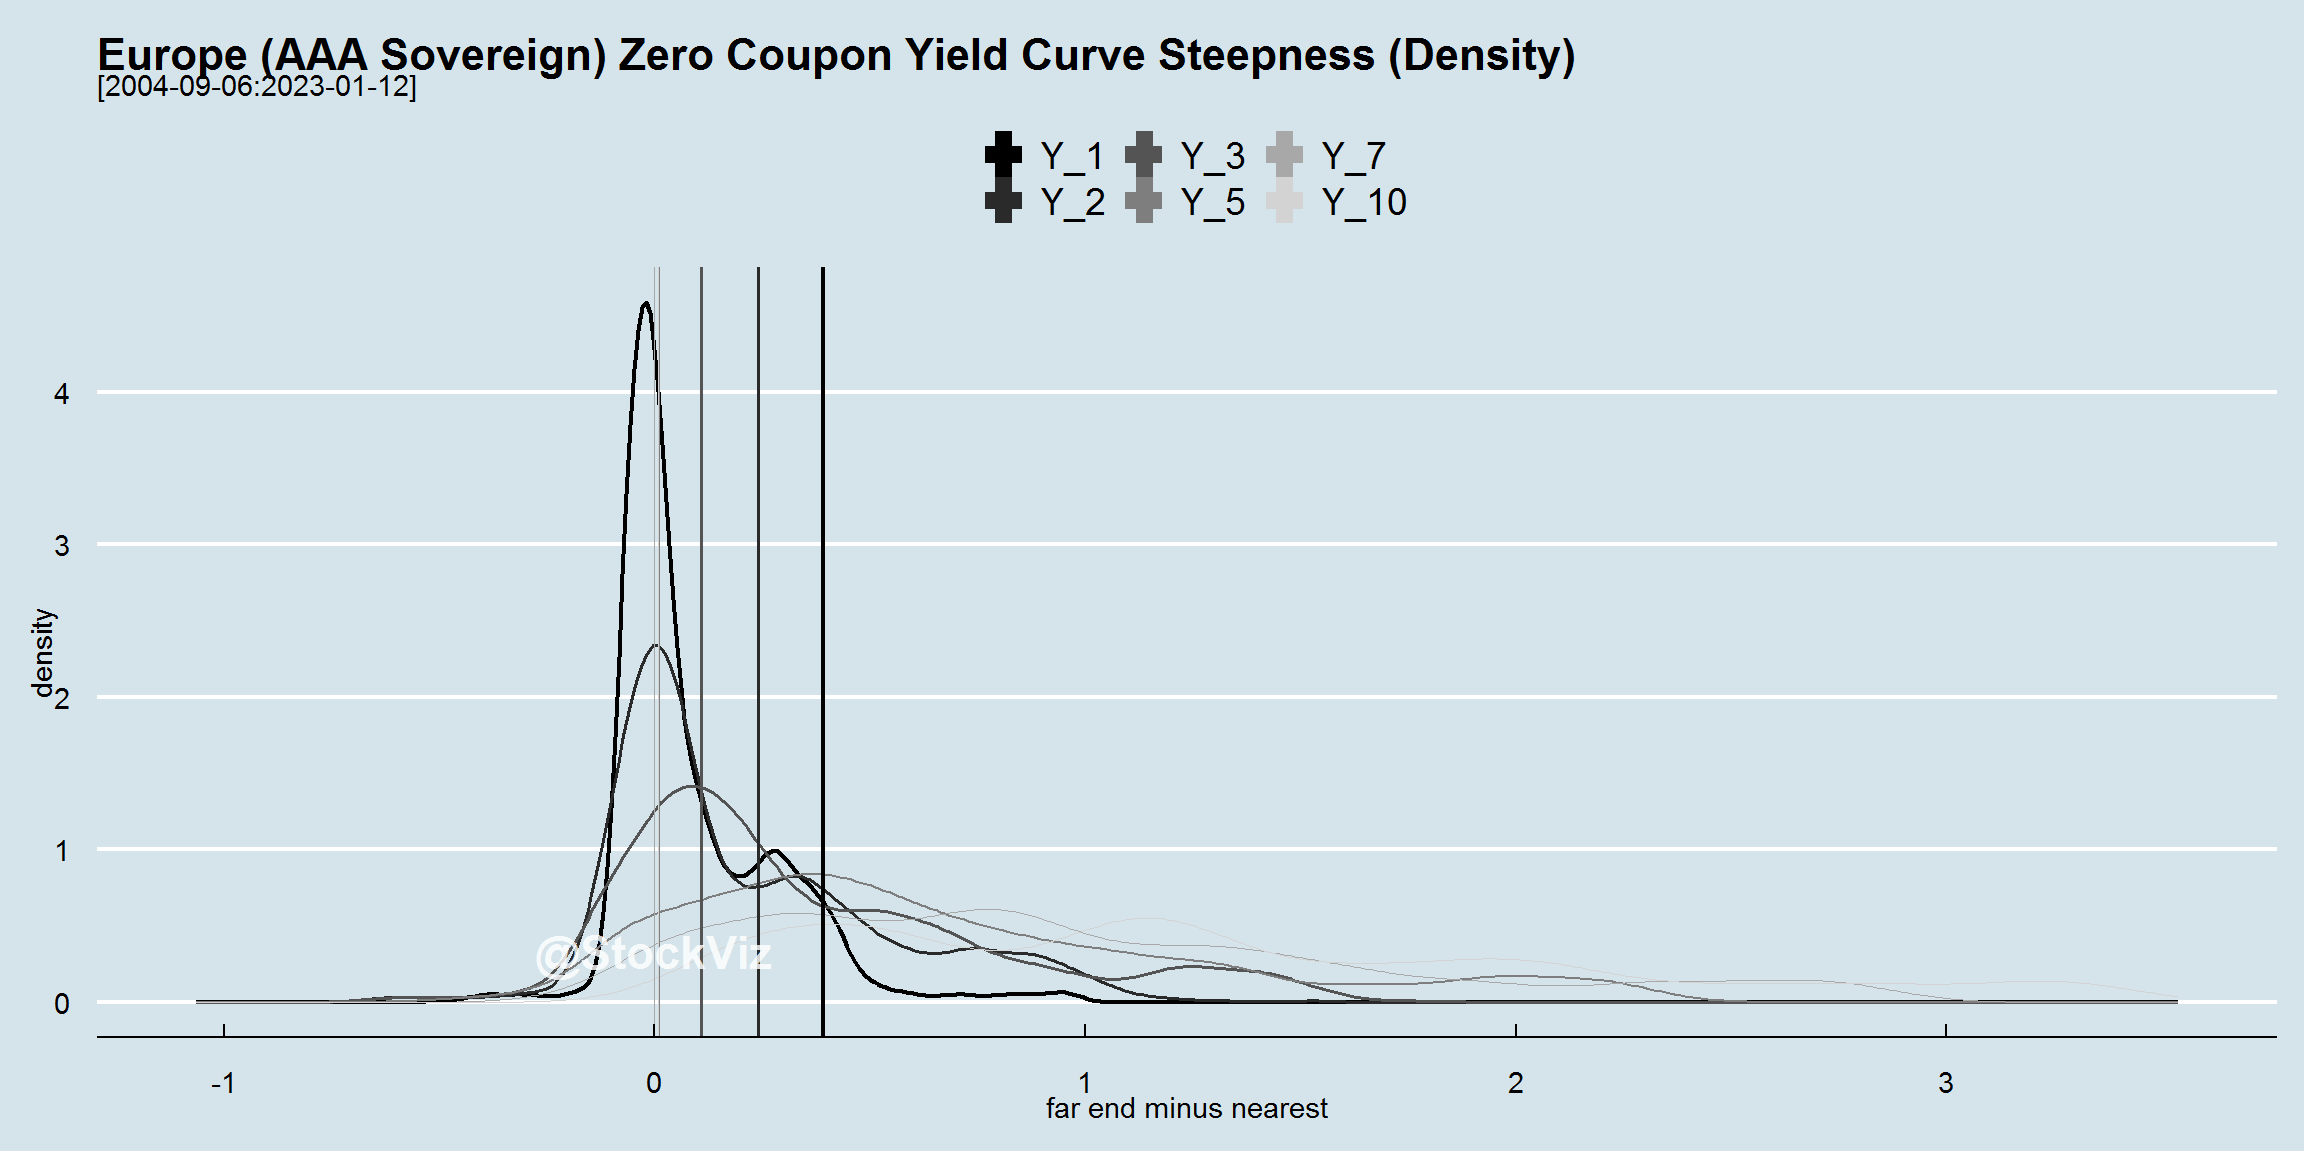 Europe (AAA Sovereign) Zero Coupon Yield Curve Steepness (Density)
[2004-09-06:2023-01-12]
Y_1 Y_3 Y_7
Y_2 Y_5 Y_10
4
3
2
1
0
density
@StockViz
-1 0 1 2 3
far end minus nearest